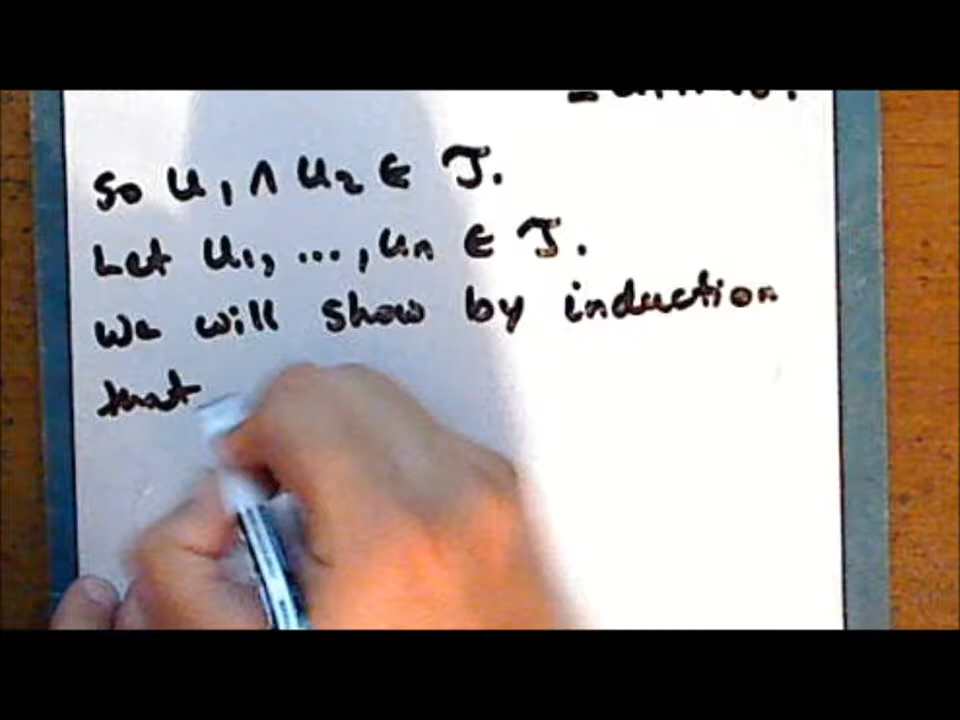 So U₁ ∩ U₂ ∈ 𝒯.
Let U₁, ..., Uₙ ∈ 𝒯.
We will show by induction
that